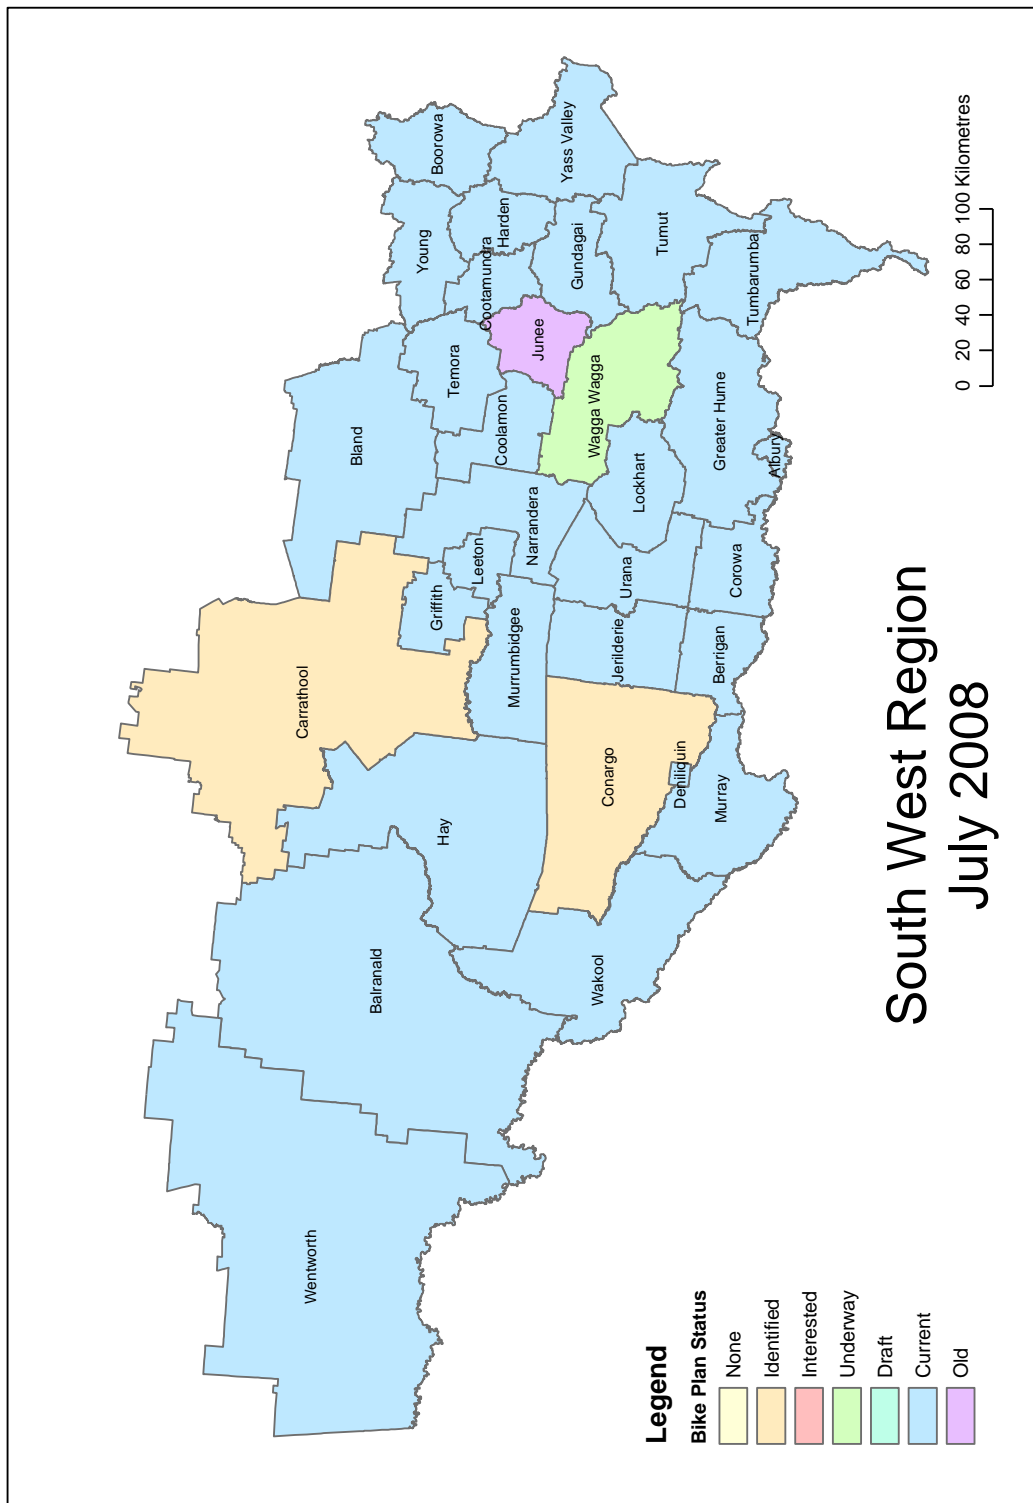 Boorowa
Yass Valley
Young
Harden
Cootamundra
Gundagai
Tumut
Tumbarumba
Junee
Temora
Wagga Wagga
Bland
Coolamon
Greater Hume
Albury
Lockhart
Narrandera
Leeton
Griffith
Urana
Corowa
Murrumbidgee
Jerilderie
Berrigan
Carrathool
Conargo
Deniliquin
Murray
Hay
Balranald
Wakool
Wentworth
0 20 40 60 80 100 Kilometres
South West Region
July 2008
Legend
Bike Plan Status
None
Identified
Interested
Underway
Draft
Current
Old